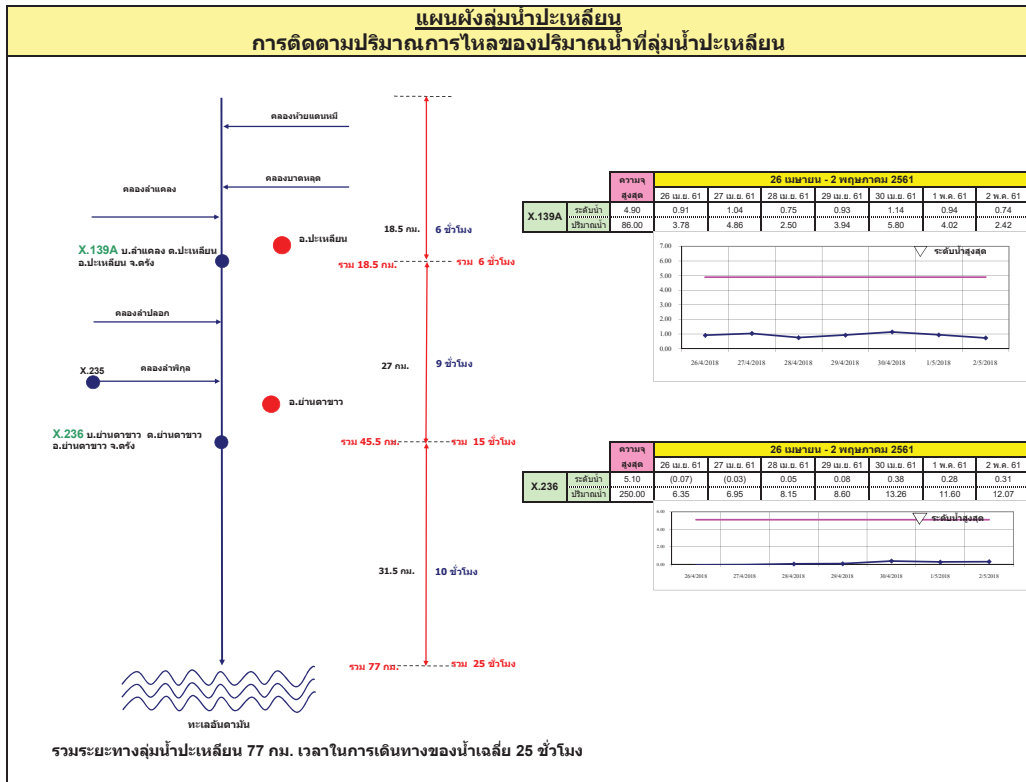 แผนผังลุ่มน้ำปะเหลียน
การติดตามปริมาณการไหลของปริมาณน้ำที่ลุ่มน้ำปะเหลียน
คลองห้วยแดนหมี
คลองบาดหลุด
คลองลำแคลง
อ.ปะเหลียน
X.139A บ.ลำแคลง ต.ปะเหลียน
อ.ปะเหลียน จ.ตรัง
18.5 กม. 6 ชั่วโมง
รวม 18.5 กม. รวม 6 ชั่วโมง
คลองลำปลอก
X.235 คลองลำพิกุล
27 กม. 9 ชั่วโมง
อ.ย่านตาขาว
X.236 บ.ย่านตาขาว ต.ย่านตาขาว
อ.ย่านตาขาว จ.ตรัง
รวม 45.5 กม. รวม 15 ชั่วโมง
31.5 กม. 10 ชั่วโมง
รวม 77 กม. รวม 25 ชั่วโมง
ทะเลอันดามัน
ความจุสูงสุด 26 เมษายน - 2 พฤษภาคม 2561
26 เม.ย. 61 27 เม.ย. 61 28 เม.ย. 61 29 เม.ย. 61 30 เม.ย. 61 1 พ.ค. 61 2 พ.ค. 61
X.139A
ระดับน้ำ 4.90 0.91 1.04 0.75 0.93 1.14 0.94 0.74
ปริมาณน้ำ 86.00 3.78 4.86 2.50 3.94 5.80 4.02 2.42
ระดับน้ำสูงสุด
7.00
6.00
5.00
4.00
3.00
2.00
1.00
0.00
26/4/2018 27/4/2018 28/4/2018 29/4/2018 30/4/2018 1/5/2018 2/5/2018
ความจุสูงสุด 26 เมษายน - 2 พฤษภาคม 2561
26 เม.ย. 61 27 เม.ย. 61 28 เม.ย. 61 29 เม.ย. 61 30 เม.ย. 61 1 พ.ค. 61 2 พ.ค. 61
X.236
ระดับน้ำ 5.10 (0.07) (0.03) 0.05 0.08 0.38 0.28 0.31
ปริมาณน้ำ 250.00 6.35 6.95 8.15 8.60 13.26 11.60 12.07
ระดับน้ำสูงสุด
6.00
4.00
2.00
0.00
26/4/2018 27/4/2018 28/4/2018 29/4/2018 30/4/2018 1/5/2018 2/5/2018
รวมระยะทางลุ่มน้ำปะเหลียน 77 กม. เวลาในการเดินทางของน้ำเฉลี่ย 25 ชั่วโมง